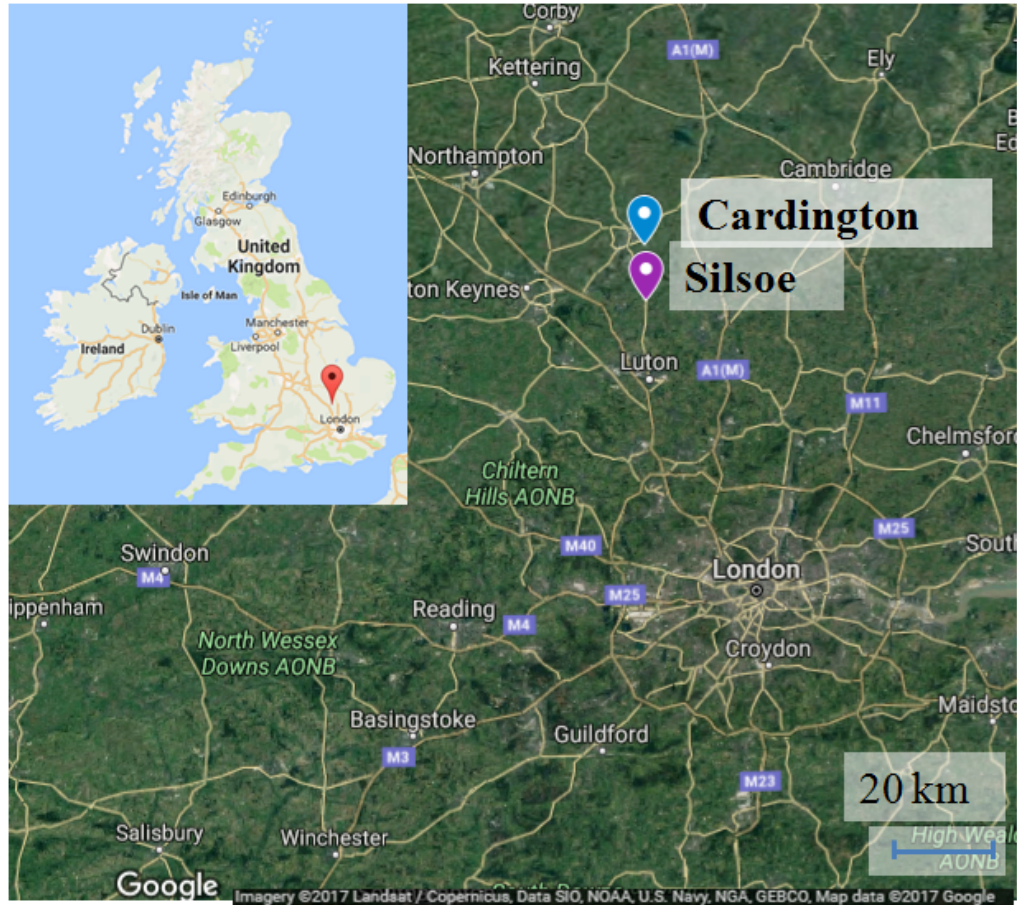 Corby
A1(M)
Ely
Kettering
Northampton
Cambridge
Cardington
Silsoe
ton Keynes
Luton
A1(M)
M11
Chelmsford
Chiltern
Hills AONB
M40
M25
London
M25
Swindon
M4
ippenham
Reading
M4
North Wessex
Downs AONB
Croydon
Basingstoke
Guildford
M3
Maidsto
M23
20 km
Salisbury
Winchester
High Weal
AONB
Edinburgh
Glasgow
United
Kingdom
Isle of Man
Dublin
Ireland
Manchester
Liverpool
London
South
Google
Imagery ©2017 Landsat / Copernicus, Data SIO, NOAA, U.S. Navy, NGA, GEBCO, Map data ©2017 Google